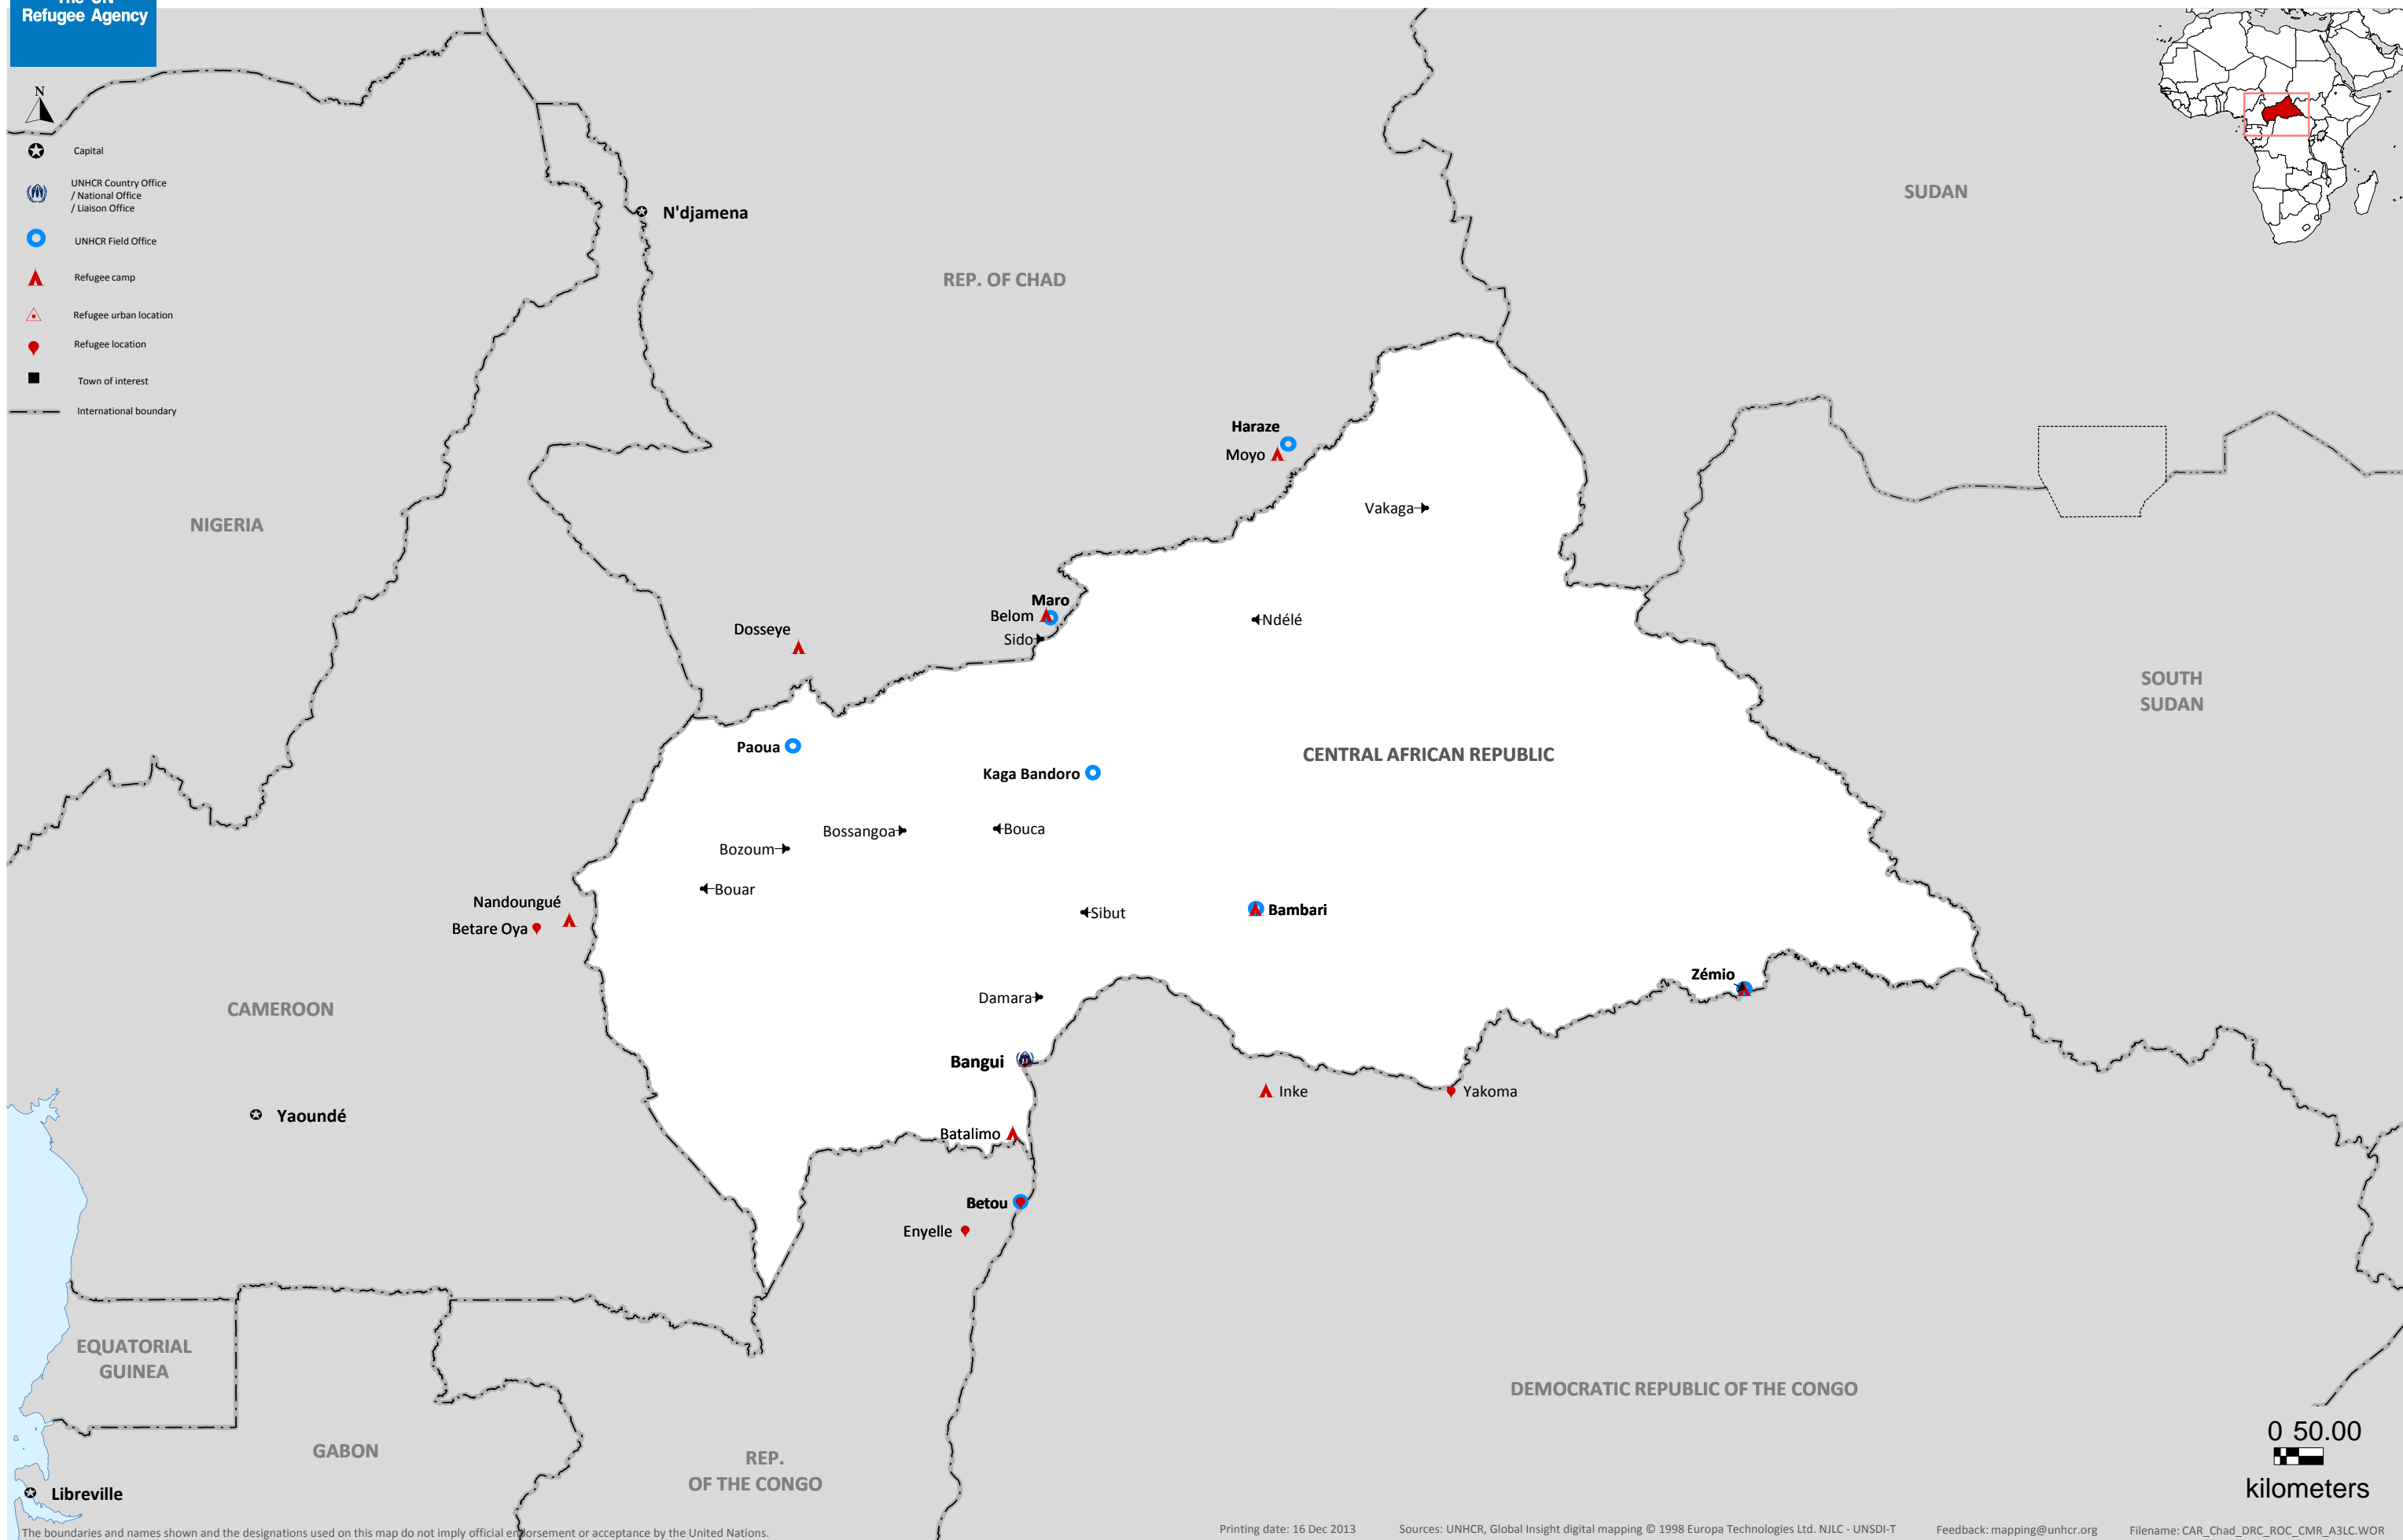 The UN
Refugee Agency
N
Capital
UNHCR Country Office
/ National Office
/ Liaison Office
UNHCR Field Office
Refugee camp
Refugee urban location
Refugee location
Town of interest
International boundary
N'djamena
REP. OF CHAD
SUDAN
NIGERIA
Haraze
Moyo
Vakaga
Maro
Belom
Sido
Dosseye
Ndélé
SOUTH
SUDAN
Paoua
Kaga Bandoro
CENTRAL AFRICAN REPUBLIC
Bossangoa
Bouca
Bozoum
Bouar
Nandoungué
Betare Oya
Sibut
Bambari
Zémio
Damara
CAMEROON
Bangui
Inke
Yakoma
Yaoundé
Batalimo
Betou
Enyelle
EQUATORIAL
GUINEA
DEMOCRATIC REPUBLIC OF THE CONGO
GABON
REP.
OF THE CONGO
Libreville
0 50.00
kilometers
The boundaries and names shown and the designations used on this map do not imply official endorsement or acceptance by the United Nations.
Printing date: 16 Dec 2013
Sources: UNHCR, Global Insight digital mapping © 1998 Europa Technologies Ltd. NJLC - UNSDI-T
Feedback: mapping@unhcr.org
Filename: CAR_Chad_DRC_ROC_CMR_A3LC.WOR